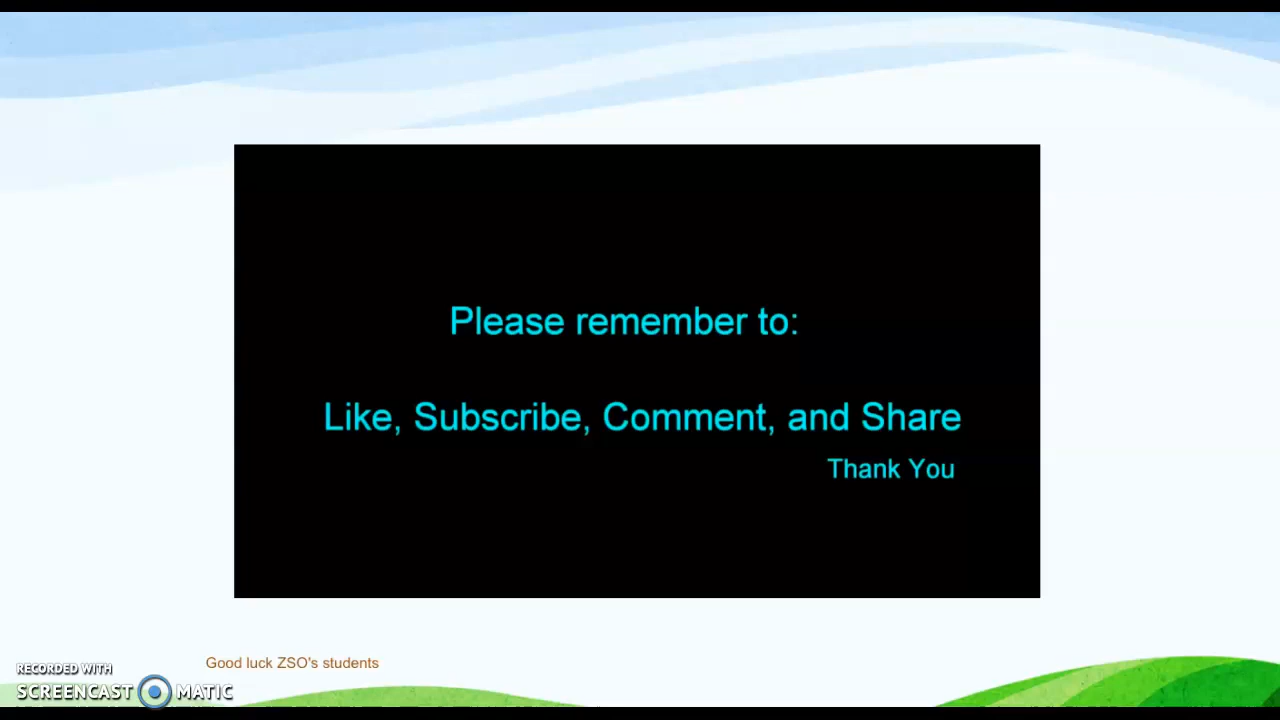 Please remember to:
Like, Subscribe, Comment, and Share
Thank You
Good luck ZSO's students
RECORDED WITH
SCREENCAST MATIC